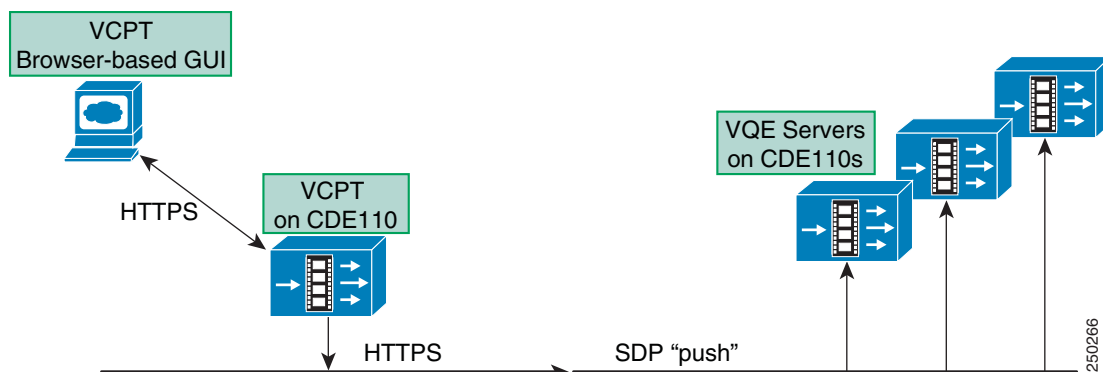 VCPT
Browser-based GUI
VQE Servers
on CDE110s
VCPT
on CDE110
HTTPS
HTTPS
SDP “push”
250266